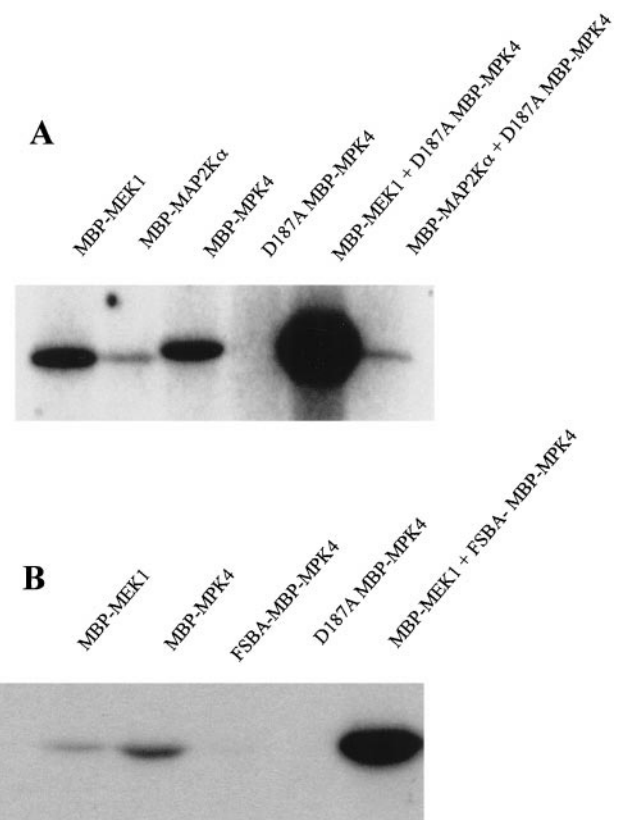 A
MBP-MEK1
MBP-MAP2Kα
MBP-MPK4
D187A MBP-MPK4
MBP-MEK1 + D187A MBP-MPK4
MBP-MAP2Kα + D187A MBP-MPK4
B
MBP-MEK1
MBP-MPK4
FSBA-MBP-MPK4
D187A MBP-MPK4
MBP-MEK1 + FSBA- MBP-MPK4